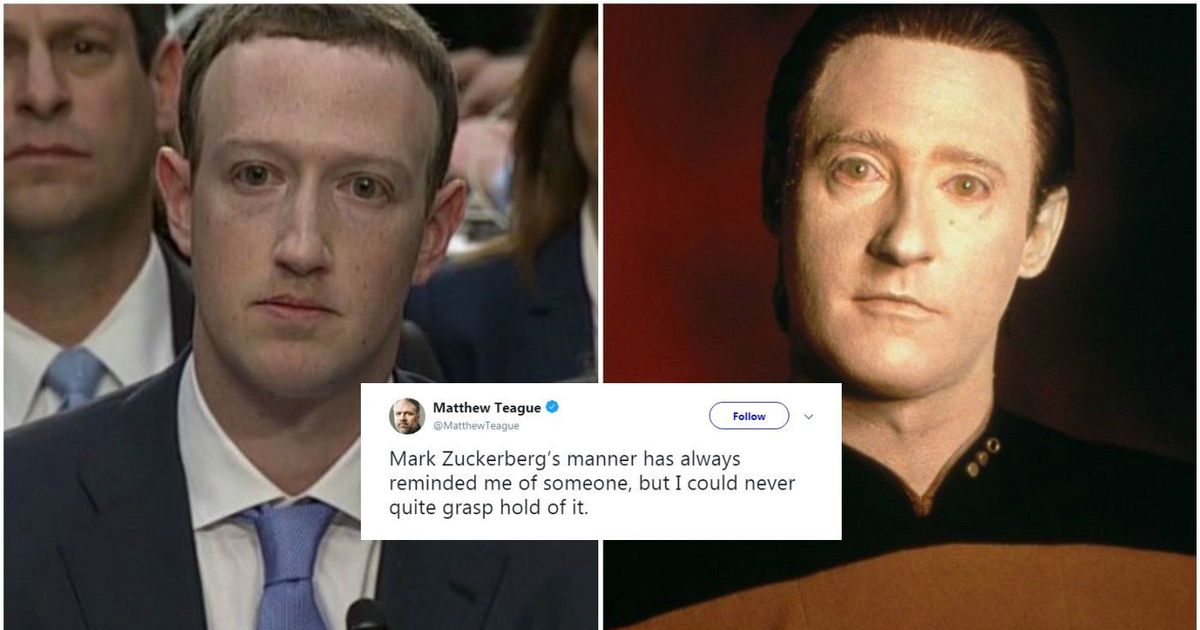 Matthew Teague
@MatthewTeague
Follow
Mark Zuckerberg’s manner has always
reminded me of someone, but I could never
quite grasp hold of it.